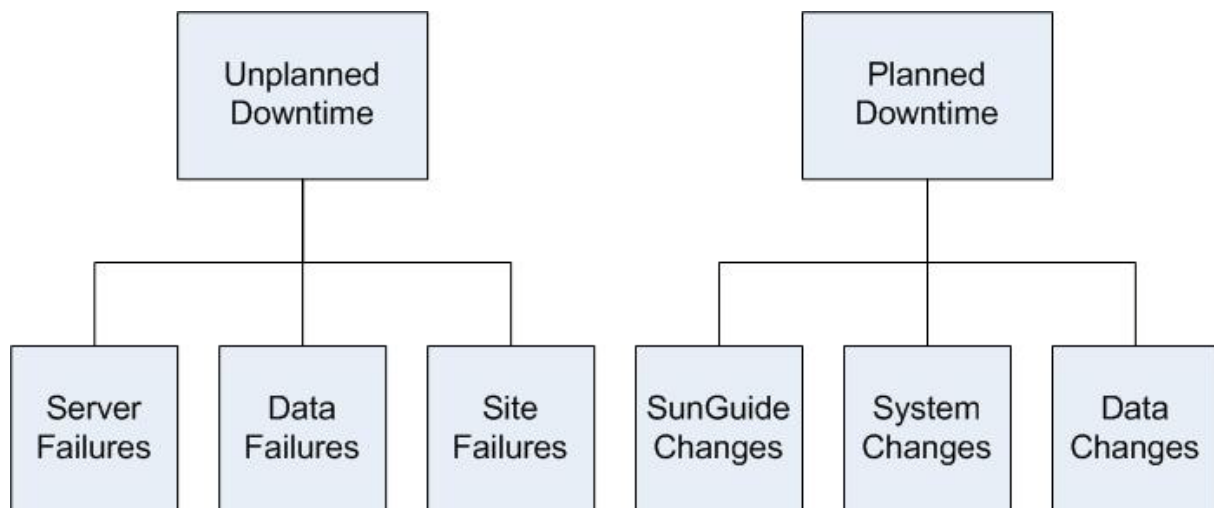 Unplanned
Downtime
Planned
Downtime
Server
Failures
Data
Failures
Site
Failures
SunGuide
Changes
System
Changes
Data
Changes